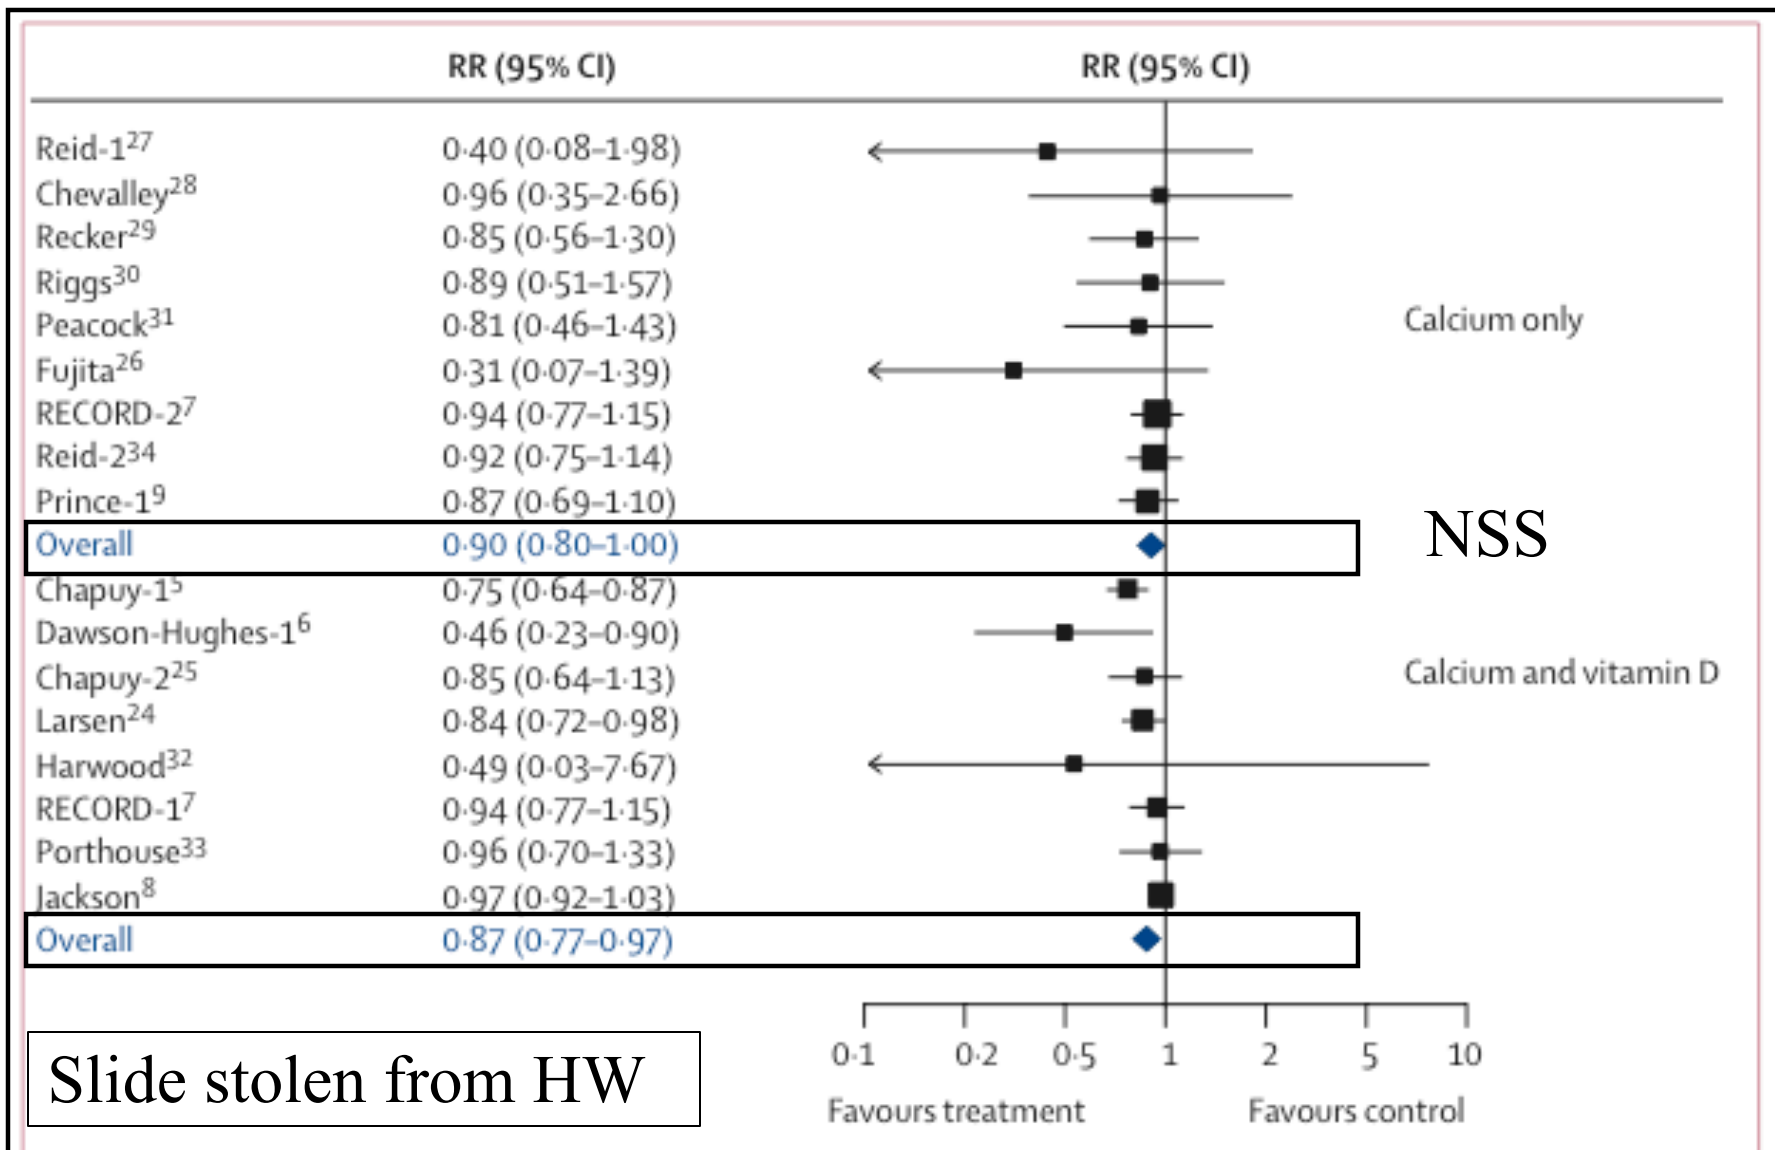 RR (95% CI) RR (95% CI)
Reid-1²⁷ 0·40 (0·08–1·98)
Chevalley²⁸ 0·96 (0·35–2·66)
Recker²⁹ 0·85 (0·56–1·30)
Riggs³⁰ 0·89 (0·51–1·57)
Peacock³¹ 0·81 (0·46–1·43) Calcium only
Fujita²⁶ 0·31 (0·07–1·39)
RECORD-2⁷ 0·94 (0·77–1·15)
Reid-2³⁴ 0·92 (0·75–1·14)
Prince-1⁹ 0·87 (0·69–1·10)
Overall 0·90 (0·80–1·00) NSS
Chapuy-1⁵ 0·75 (0·64–0·87)
Dawson-Hughes-1⁶ 0·46 (0·23–0·90)
Chapuy-2²⁵ 0·85 (0·64–1·13) Calcium and vitamin D
Larsen²⁴ 0·84 (0·72–0·98)
Harwood³² 0·49 (0·03–7·67)
RECORD-1⁷ 0·94 (0·77–1·15)
Porthouse³³ 0·96 (0·70–1·33)
Jackson⁸ 0·97 (0·92–1·03)
Overall 0·87 (0·77–0·97)
0·1 0·2 0·5 1 2 5 10
Favours treatment Favours control
Slide stolen from HW